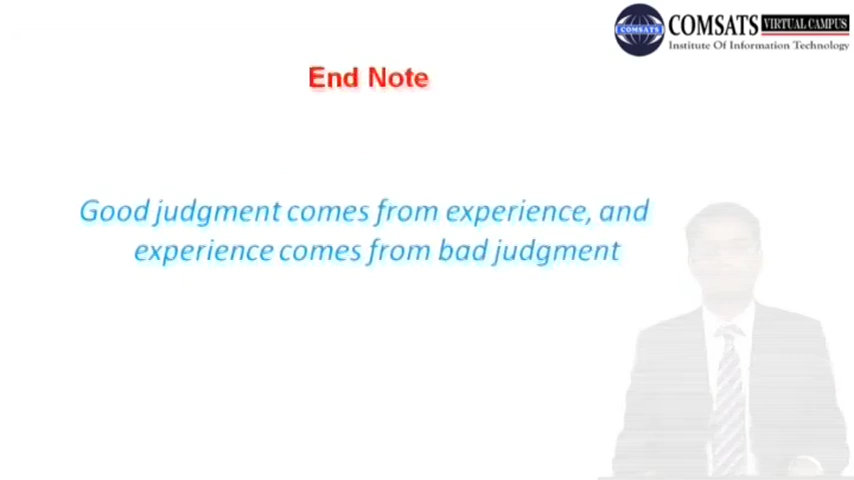 COMSATS VIRTUAL CAMPUS
Institute Of Information Technology
COMSATS
End Note
Good judgment comes from experience, and
experience comes from bad judgment